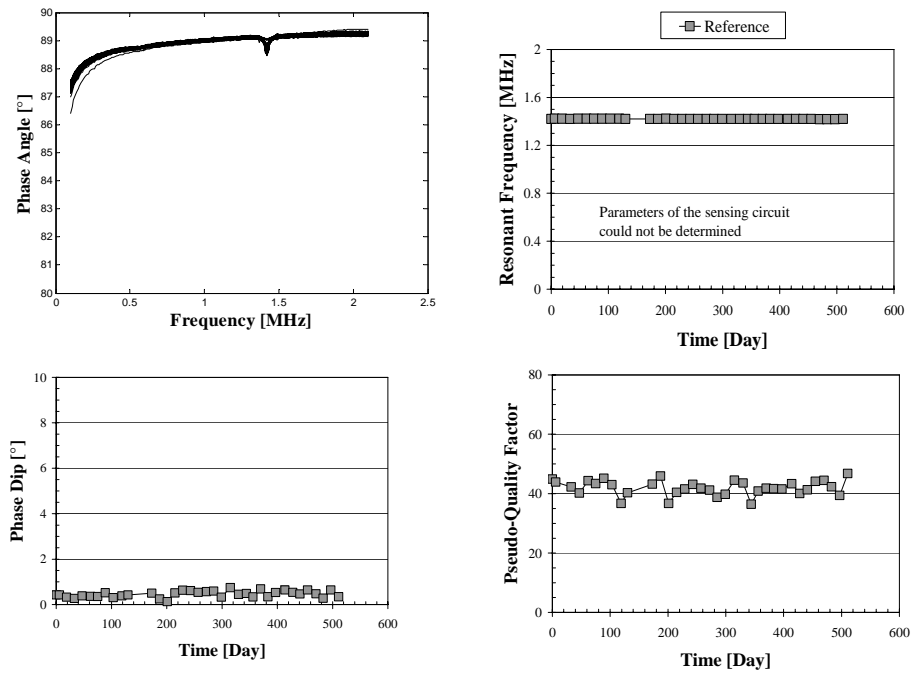 90
89
88
87
86
85
84
83
82
81
80
Phase Angle [°]
0 0.5 1 1.5 2 2.5
Frequency [MHz]
Reference
2
1.6
1.2
0.8
0.4
0
Resonant Frequency [MHz]
Parameters of the sensing circuit
could not be determined
0 100 200 300 400 500 600
Time [Day]
10
8
6
4
2
0
Phase Dip [°]
0 100 200 300 400 500 600
Time [Day]
80
60
40
20
0
Pseudo-Quality Factor
0 100 200 300 400 500 600
Time [Day]